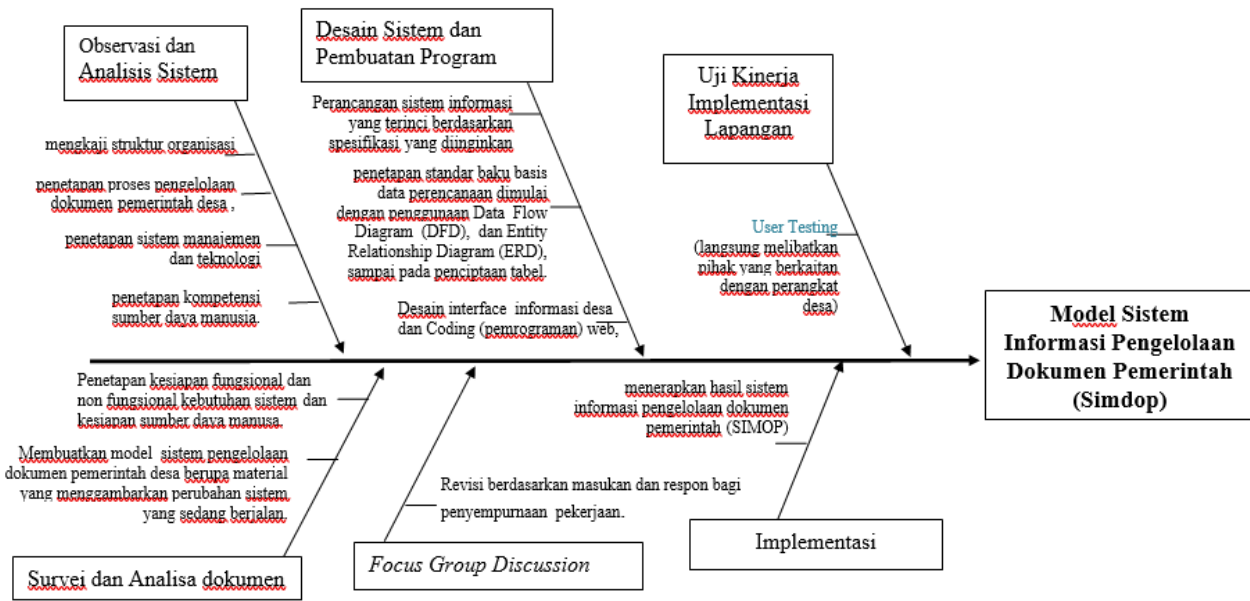 Observasi dan
Analisis Sistem
mengkaji struktur organisasi
penetapan proses pengelolaan
dokumen pemerintah desa ,
penetapan sistem manajemen
dan teknologi
penetapan kompetensi
sumber daya manusia.
Desain Sistem dan
Pembuatan Program
Perancangan sistem informasi
yang terinci berdasarkan
spesifikasi yang diinginkan
penetapan standar baku basis
data perencanaan dimulai
dengan penggunaan Data Flow
Diagram (DFD), dan Entity
Relationship Diagram (ERD),
sampai pada penciptaan tabel.
Desain interface informasi desa
dan Coding (pemrograman) web,
Uji Kinerja
Implementasi
Lapangan
User Testing
(langsung melibatkan
pihak yang berkaitan
dengan perangkat
desa)
Model Sistem
Informasi Pengelolaan
Dokumen Pemerintah
(Simdop)
Penetapan kesiapan fungsional dan
non fungsional kebutuhan sistem dan
kesiapan sumber daya manusa.
Membuatkan model sistem pengelolaan
dokumen pemerintah desa berupa material
yang menggambarkan perubahan sistem
yang sedang berjalan.
Survei dan Analisa dokumen
Revisi berdasarkan masukan dan respon bagi
penyempurnaan pekerjaan.
Focus Group Discussion
menerapkan hasil sistem
informasi pengelolaan dokumen
pemerintah (SIMOP)
Implementasi